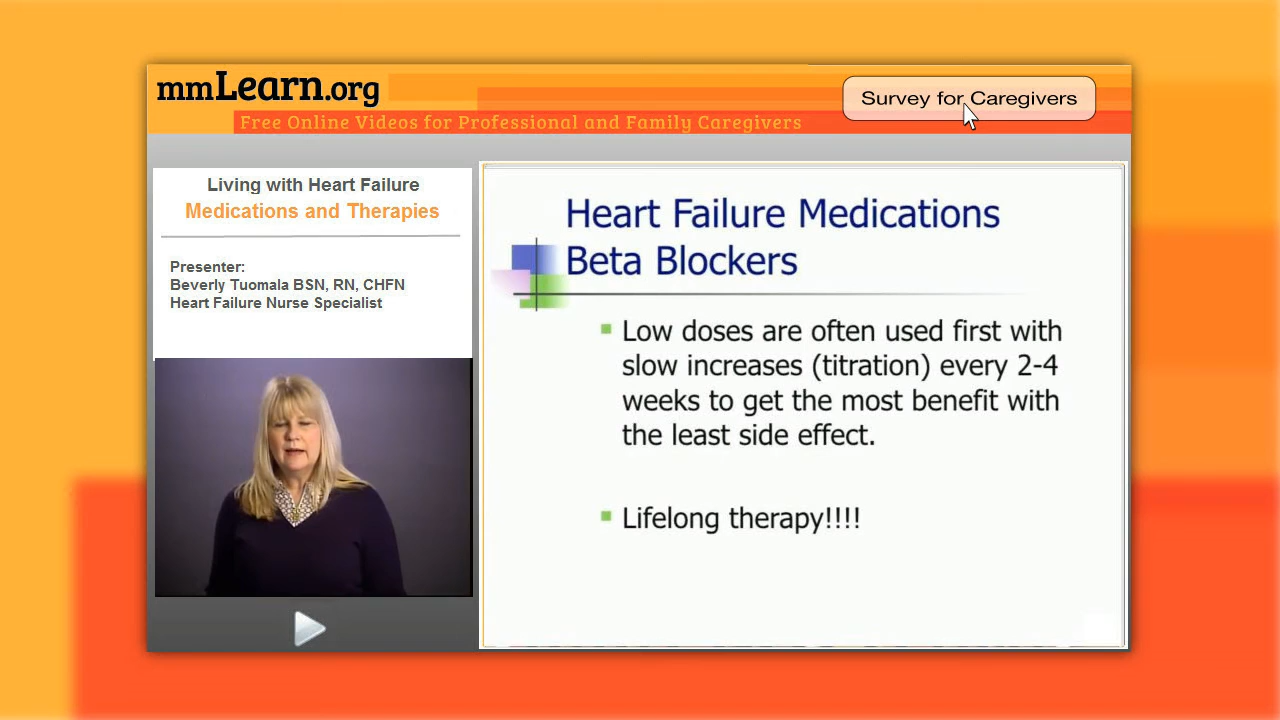 mmLearn.org
Survey for Caregivers
Free Online Videos for Professional and Family Caregivers
Living with Heart Failure
Medications and Therapies
Presenter:
Beverly Tuomala BSN, RN, CHFN
Heart Failure Nurse Specialist
Heart Failure Medications
Beta Blockers
Low doses are often used first with
slow increases (titration) every 2-4
weeks to get the most benefit with
the least side effect.
Lifelong therapy!!!!